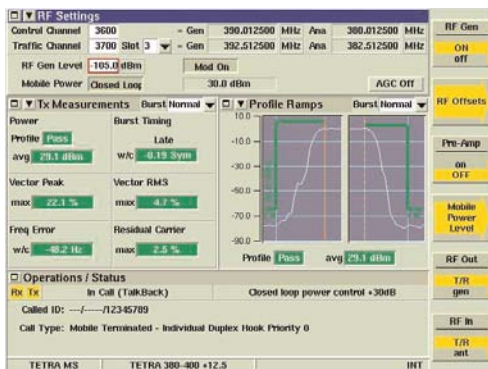 RF Settings
Control Channel 3600 - Gen 390.012500 MHz Ana 380.012500 MHz
Traffic Channel 3700 Slot 3 - Gen 392.512500 MHz Ana 382.512500 MHz
RF Gen Level -105.0 dBm Mod On
Mobile Power Closed Loop 30.0 dBm AGC Off
Tx Measurements Burst Normal
Power Burst Timing
Profile Pass Late
avg 29.1 dBm w/c -0.19 Sym
Vector Peak Vector RMS
max 22.1 % max 4.7 %
Freq Error Residual Carrier
w/c -48.2 Hz max 2.5 %
Profile Ramps Burst Normal
10.0
-10.0
-30.0
-50.0
-70.0
-90.0
Profile Pass avg 29.1 dBm
Operations / Status
Rx Tx In Call (TalkBack) Closed loop power control +30dB
Called ID: ---/-----/12345789
Call Type: Mobile Terminated - Individual Duplex Hook Priority 0
TETRA MS TETRA 380-400 +12.5 INT
RF Gen
ON
off
RF Offsets
Pre-Amp
on
OFF
Mobile
Power
Level
RF Out
T/R
gen
RF In
T/R
ant